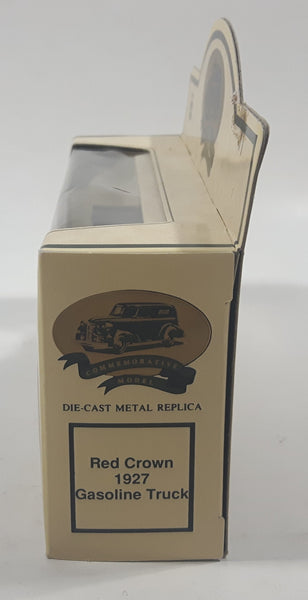 COMMEMORATIVE
MODEL
DIE-CAST METAL REPLICA
Red Crown
1927
Gasoline Truck